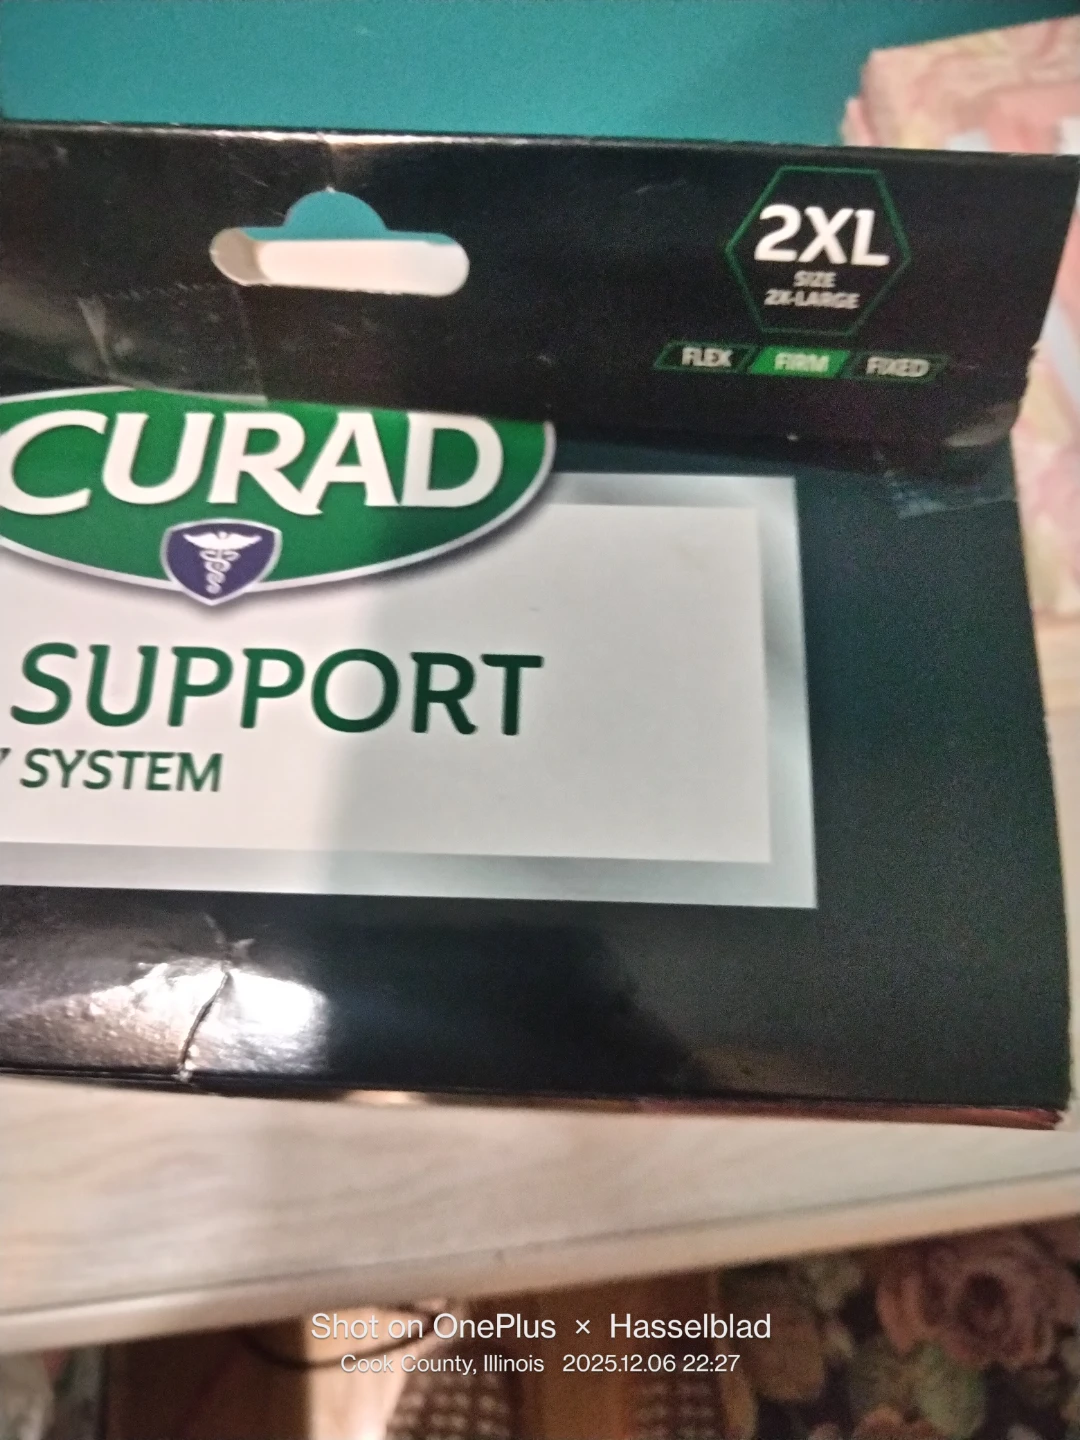 2XL
SIZE
2X-LARGE
FLEX FIRM FIXED
CURAD
SUPPORT
SYSTEM
Shot on OnePlus × Hasselblad
Cook County, Illinois 2025.12.06 22:27